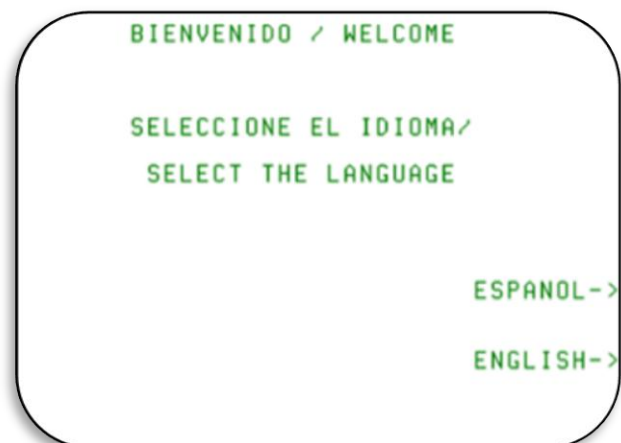 BIENVENIDO / WELCOME
SELECCIONE EL IDIOMA/
SELECT THE LANGUAGE
ESPANOL->
ENGLISH->